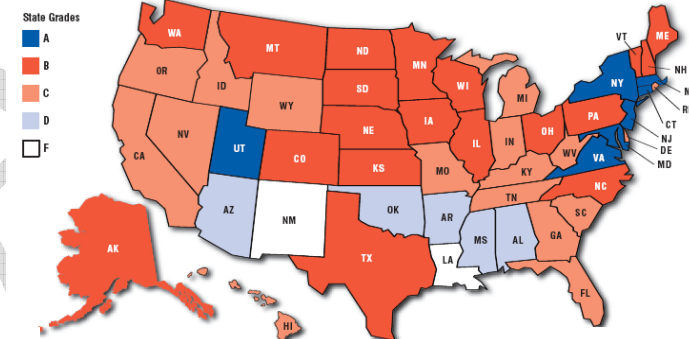 State Grades
A
B
C
D
F
WA
OR
CA
NV
ID
MT
WY
UT
AZ
CO
NM
ND
SD
NE
KS
OK
TX
MN
IA
MO
AR
LA
WI
IL
MS
MI
IN
KY
TN
AL
OH
WV
GA
FL
SC
NC
VA
PA
NY
VT
ME
NH
M
R
CT
NJ
DE
MD
AK
HI